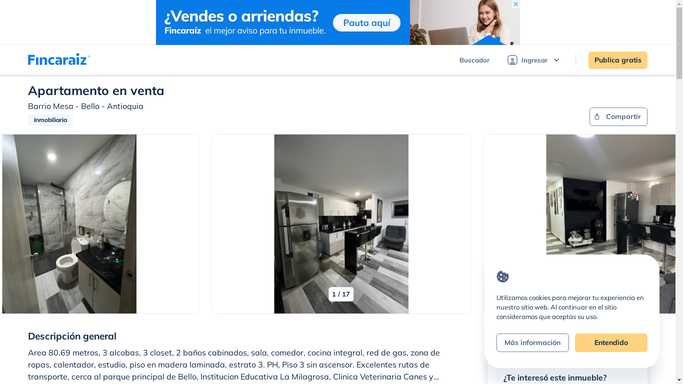 ¿Vendes o arriendas?
Fincaraíz el mejor aviso para tu inmueble.
Pauta aquí
Fincaraíz
Buscador
Ingresar
Publica gratis
Apartamento en venta
Barrio Mesa - Bello - Antioquia
Inmobiliaria
Compartir
1 / 17
Utilizamos cookies para mejorar tu experiencia en
nuestro sitio web. Al continuar en el sitio
consideramos que aceptas su uso.
Más información
Entendido
Descripción general
Area 80.69 metros, 3 alcobas, 3 closet, 2 baños cabinados, sala, comedor, cocina integral, red de gas, zona de
ropas, calentador, estudio, piso en madera laminada, estrato 3. PH, Piso 3 sin ascensor. Excelentes rutas de
transporte, cerca al parque principal de Bello, Institucion Educativa La Milagrosa, Clinica Veterinaria Canes y...
¿Te interesó este inmueble?